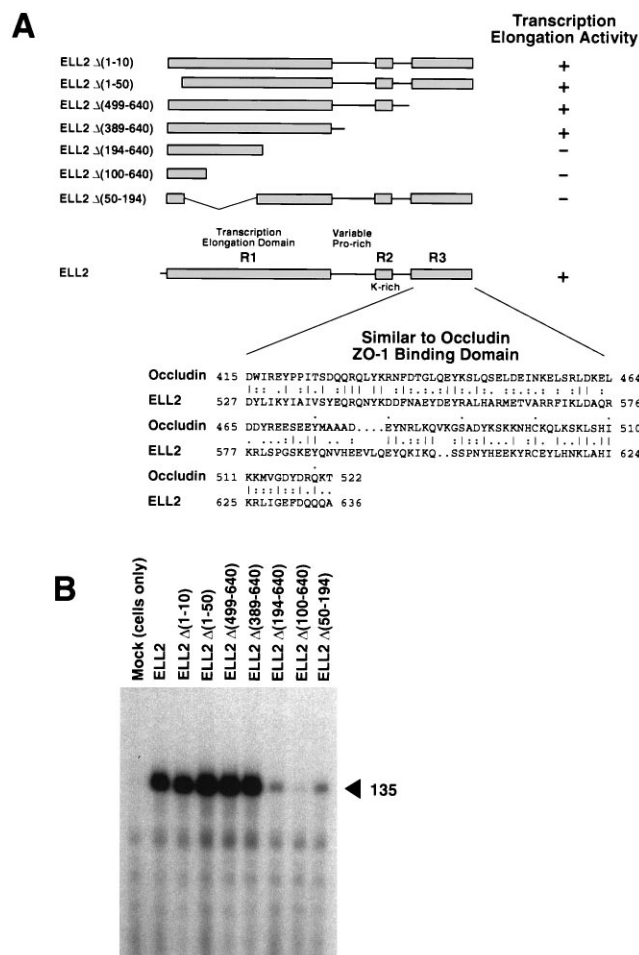 A
Transcription
Elongation Activity
ELL2 Δ(1-10) +
ELL2 Δ(1-50) +
ELL2 Δ(499-640) +
ELL2 Δ(389-640) +
ELL2 Δ(194-640) −
ELL2 Δ(100-640) −
ELL2 Δ(50-194) −
Transcription
Elongation Domain
Variable
Pro-rich
R1 R2 R3
ELL2 +
K-rich
Similar to Occludin
ZO-1 Binding Domain
Occludin 415 DWIREYPPITSDQQRQLYKRNFDTGLQEYKSLQSELDEINKELSRLDKEL 464
ELL2 527 DYLIKYIAIVSYEQRQNYKDDFNAEYDEYRALHARMETVARRFIKLDAQR 576
Occludin 465 DDYREESEEYMAAAD....EYNRLKQVKGSADYKSKKNHCKQLKSKLSHI 510
ELL2 577 KRLSPGSKEYQNVHEEVLQEYQKIKQ..SSPNYHEEKYRCEYLHNKLAHI 624
Occludin 511 KKMVGDYDRQKT 522
ELL2 625 KRLIGEFDQQQA 636
B
Mock (cells only)
ELL2
ELL2 Δ(1-10)
ELL2 Δ(1-50)
ELL2 Δ(499-640)
ELL2 Δ(389-640)
ELL2 Δ(194-640)
ELL2 Δ(100-640)
ELL2 Δ(50-194)
135